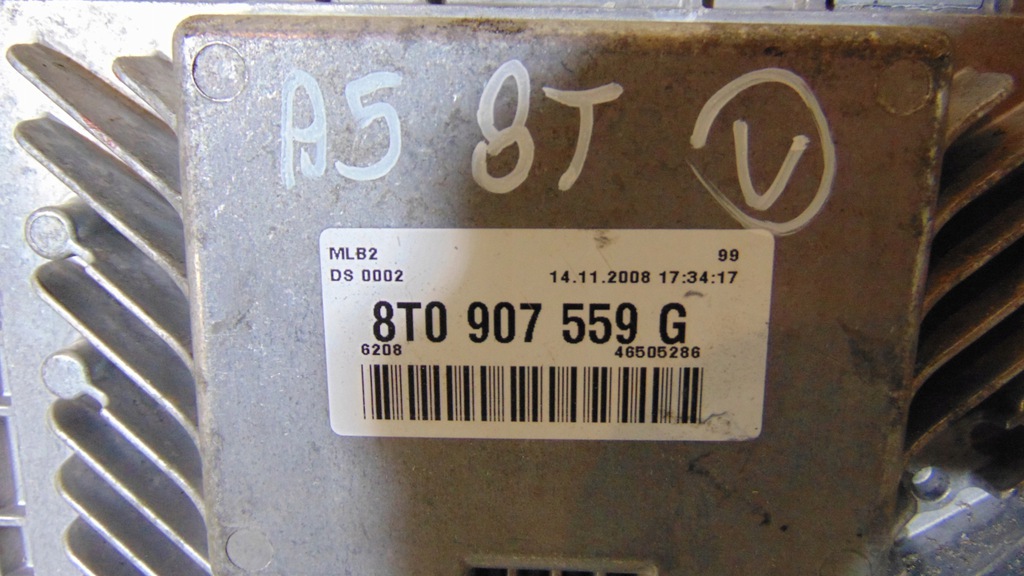 A5 8T V
MLB2 99
DS 0002 14.11.2008 17:34:17
8T0 907 559 G
6208 46505286